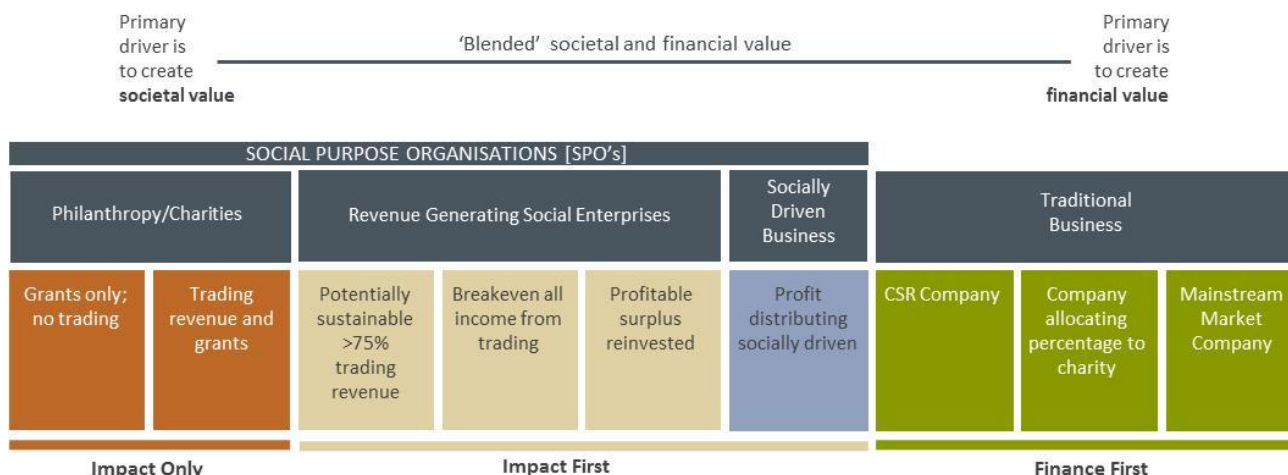 Primary
driver is
to create
societal value
‘Blended’ societal and financial value
Primary
driver is
to create
financial value
SOCIAL PURPOSE ORGANISATIONS [SPO's]
Philanthropy/Charities
Revenue Generating Social Enterprises
Socially
Driven
Business
Traditional
Business
Grants only;
no trading
Trading
revenue and
grants
Potentially
sustainable
>75%
trading
revenue
Breakeven all
income from
trading
Profitable
surplus
reinvested
Profit
distributing
socially driven
CSR Company
Company
allocating
percentage to
charity
Mainstream
Market
Company
Impact Only
Impact First
Finance First